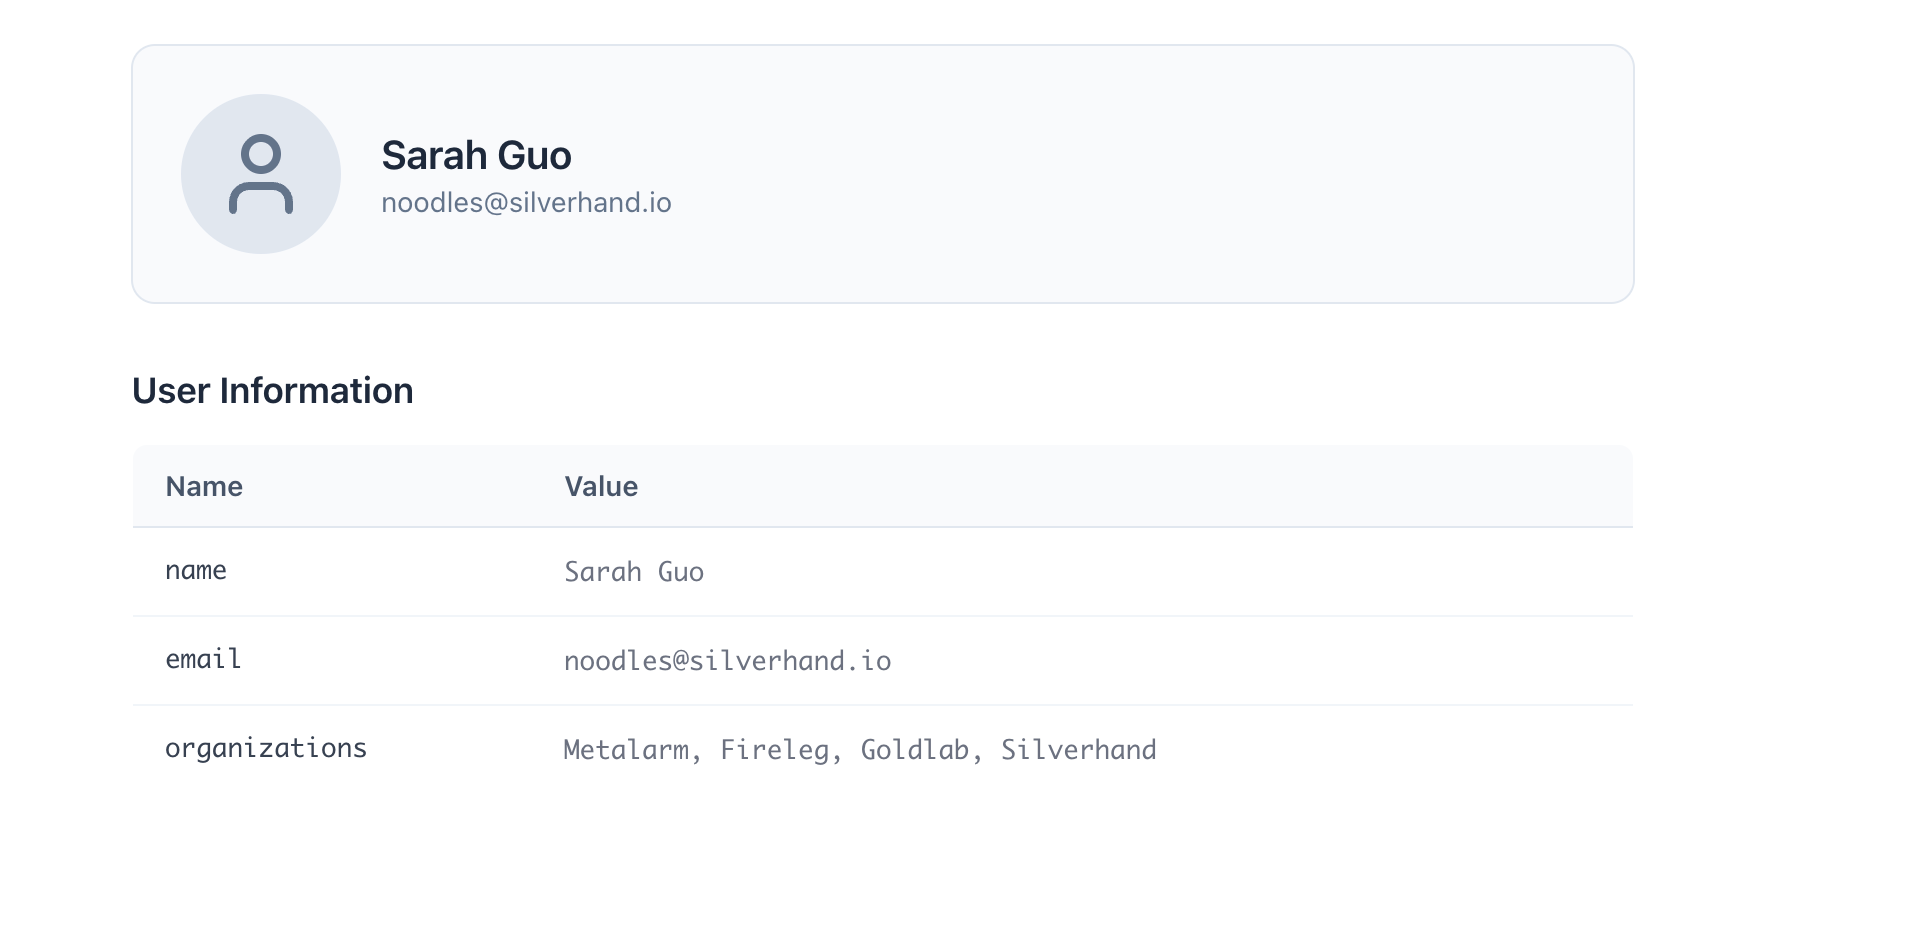 Sarah Guo
noodles@silverhand.io
User Information
Name Value
name Sarah Guo
email noodles@silverhand.io
organizations Metalarm, Fireleg, Goldlab, Silverhand